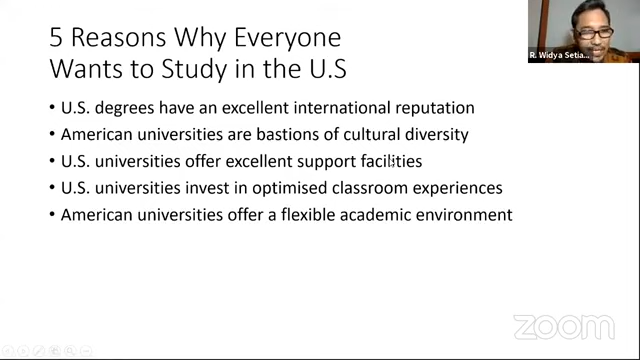 5 Reasons Why Everyone
Wants to Study in the U.S
• U.S. degrees have an excellent international reputation
• American universities are bastions of cultural diversity
• U.S. universities offer excellent support facilities
• U.S. universities invest in optimised classroom experiences
• American universities offer a flexible academic environment
R. Widya Setia...
zoom